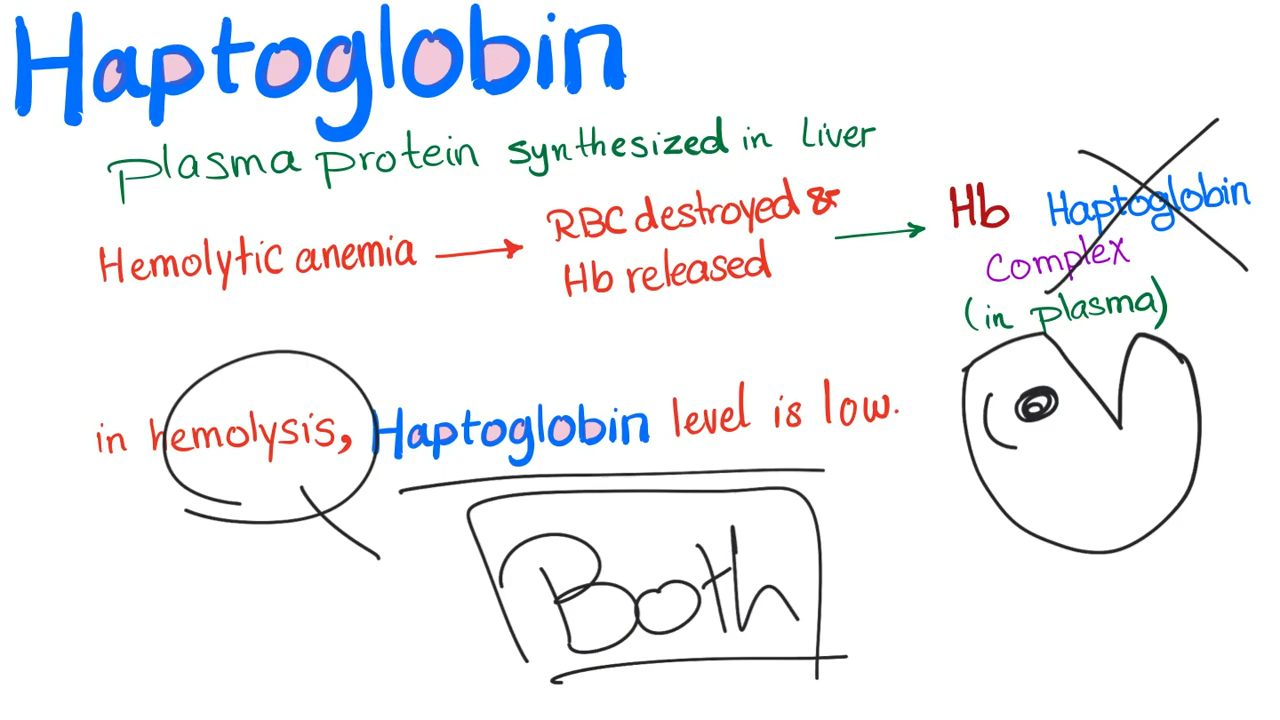 Haptoglobin
plasma protein synthesized in liver
Hemolytic anemia → RBC destroyed &
Hb released
→ Hb Haptoglobin
Complex
(in plasma)
in hemolysis, Haptoglobin level is low.
Both